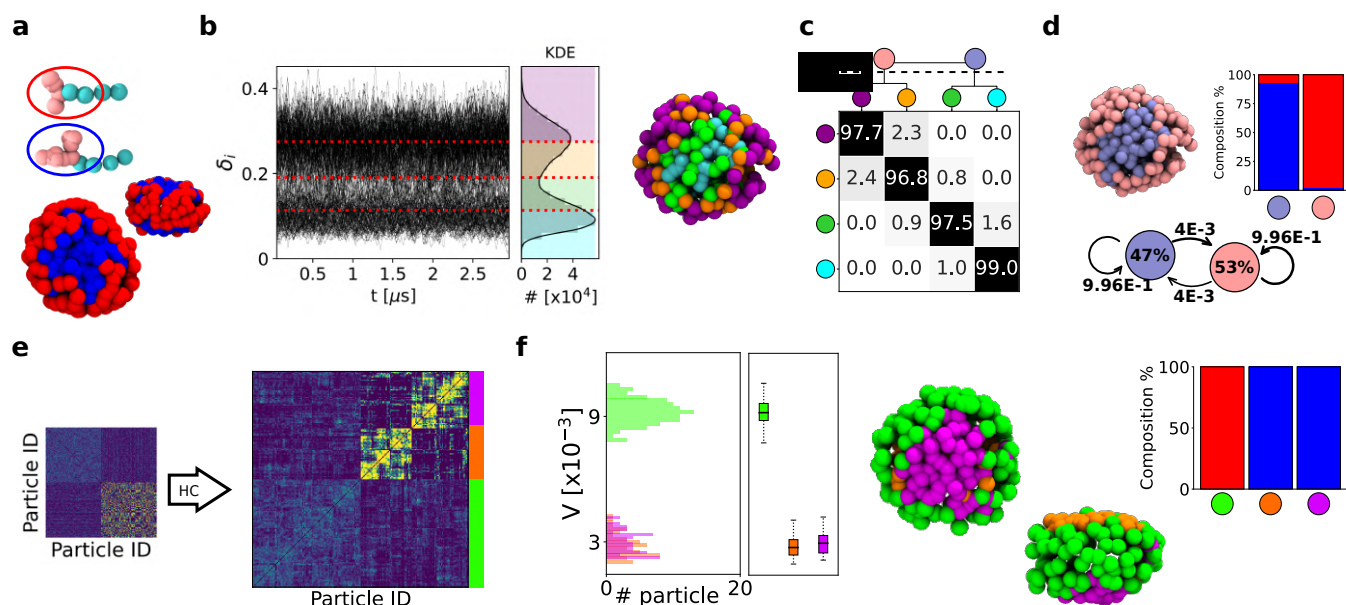 a
b
KDE
0.4
0.2
0
δi
0.5 1.5 2.5
t [μs]
0 2 4
# [x10⁴]
c
97.7 2.3 0.0 0.0
2.4 96.8 0.8 0.0
0.0 0.9 97.5 1.6
0.0 0.0 1.0 99.0
d
100
75
50
25
0
Composition %
4E-3
9.96E-1
47%
53%
9.96E-1
4E-3
e
Particle ID
Particle ID
HC
Particle ID
f
9
3
V [x10⁻³]
0 20
# particle
100
50
0
Composition %